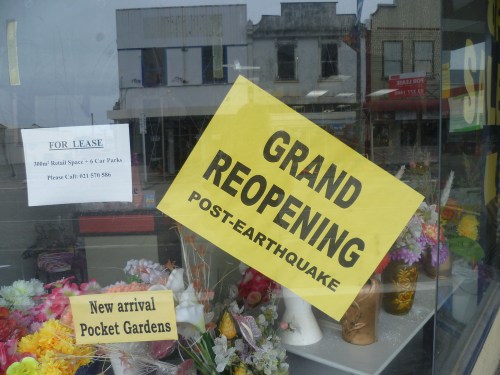 FOR LEASE
300m² Retail Space + 6 Car Parks
Please Call: 021 570 506
GRAND
REOPENING
POST-EARTHQUAKE
New arrival
Pocket Gardens